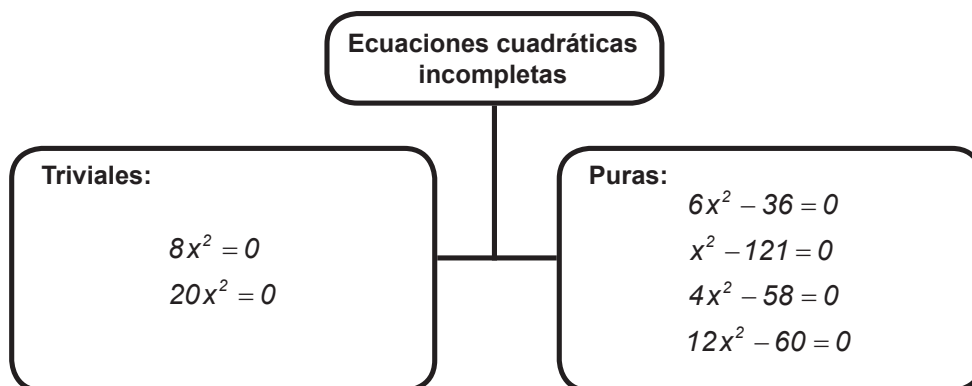 Ecuaciones cuadráticas
incompletas
Triviales:
8x² = 0
20x² = 0
Puras:
6x² − 36 = 0
x² − 121 = 0
4x² − 58 = 0
12x² − 60 = 0